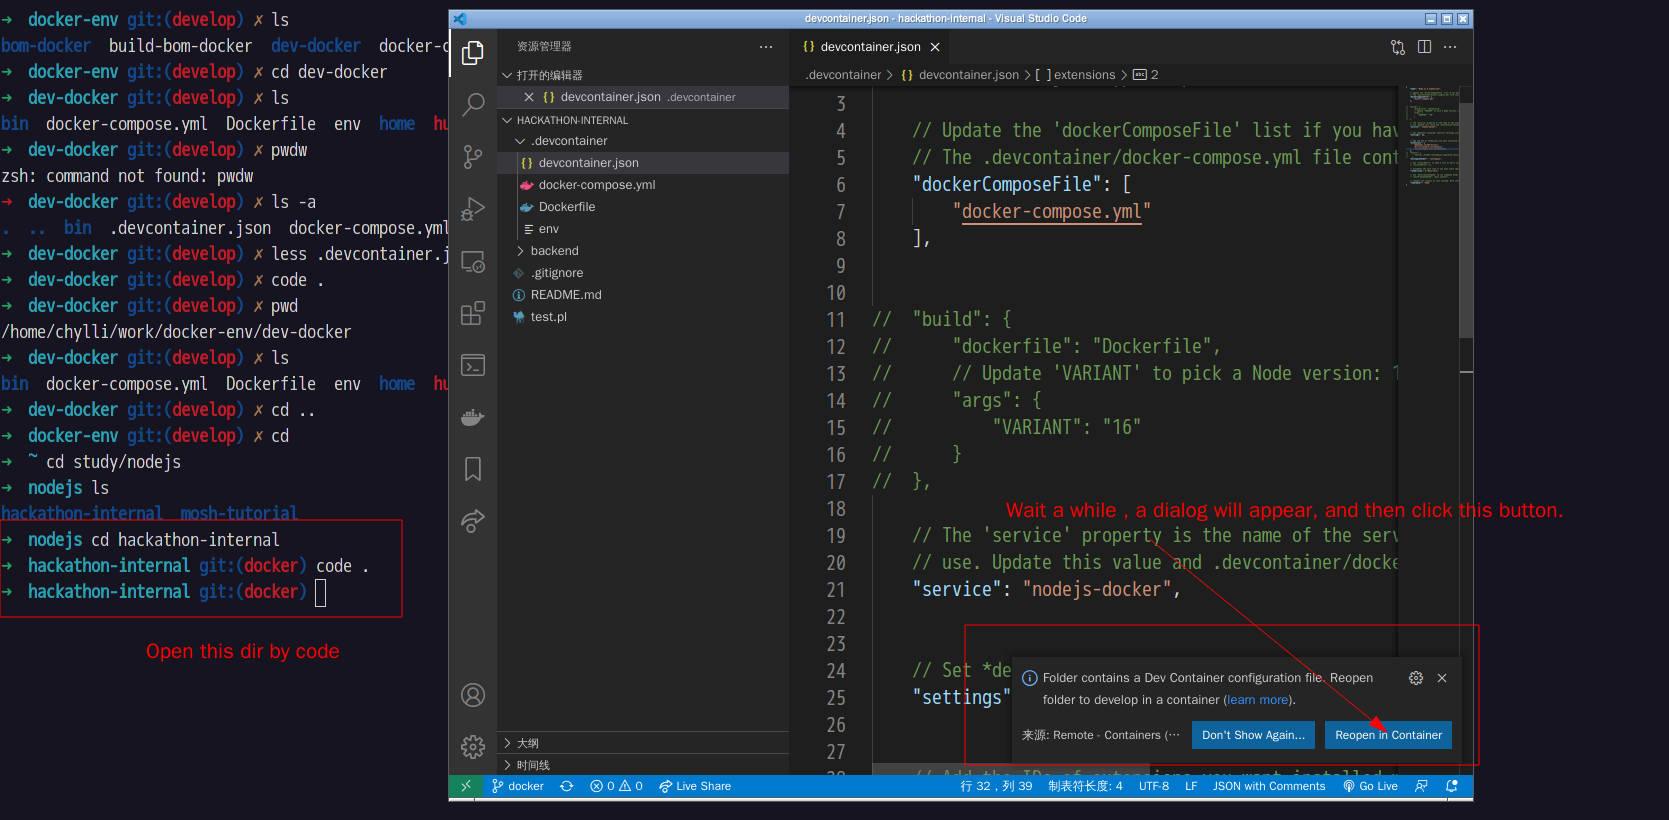 → docker-env git:(develop) ✗ ls
bom-docker build-bom-docker dev-docker docker-c
→ docker-env git:(develop) ✗ cd dev-docker
→ dev-docker git:(develop) ✗ ls
bin docker-compose.yml Dockerfile env home hu
→ dev-docker git:(develop) ✗ pwdw
zsh: command not found: pwdw
→ dev-docker git:(develop) ✗ ls -a
. .. bin .devcontainer.json docker-compose.yml
→ dev-docker git:(develop) ✗ less .devcontainer.j
→ dev-docker git:(develop) ✗ code .
→ dev-docker git:(develop) ✗ pwd
/home/chylli/work/docker-env/dev-docker
→ dev-docker git:(develop) ✗ ls
bin docker-compose.yml Dockerfile env home hu
→ dev-docker git:(develop) ✗ cd ..
→ docker-env git:(develop) ✗ cd
→ ~ cd study/nodejs
→ nodejs ls
hackathon-internal mosh-tutorial
→ nodejs cd hackathon-internal
→ hackathon-internal git:(docker) code .
→ hackathon-internal git:(docker)
Open this dir by code
devcontainer.json - hackathon-internal - Visual Studio Code
资源管理器 ···
打开的编辑器
{} devcontainer.json .devcontainer
HACKATHON-INTERNAL
.devcontainer
{} devcontainer.json
docker-compose.yml
Dockerfile
env
backend
.gitignore
README.md
test.pl
大纲
时间线
{} devcontainer.json
.devcontainer > {} devcontainer.json > [ ] extensions > abc 2
3
4 // Update the 'dockerComposeFile' list if you hav
5 // The .devcontainer/docker-compose.yml file cont
6 "dockerComposeFile": [
7 "docker-compose.yml"
8 ],
9
10
11 // "build": {
12 // "dockerfile": "Dockerfile",
13 // // Update 'VARIANT' to pick a Node version: 1
14 // "args": {
15 // "VARIANT": "16"
16 // }
17 // },
18
Wait a while , a dialog will appear, and then click this button.
19 // The 'service' property is the name of the serv
20 // use. Update this value and .devcontainer/docke
21 "service": "nodejs-docker",
22
23
24 // Set *de
25 "settings"
26
27
28 // Add the IDs of extensions you want installed
Folder contains a Dev Container configuration file. Reopen
folder to develop in a container (learn more).
来源: Remote - Containers (···
Don't Show Again...
Reopen in Container
docker 0 0 Live Share 行 32，列 39 制表符长度: 4 UTF-8 LF JSON with Comments Go Live